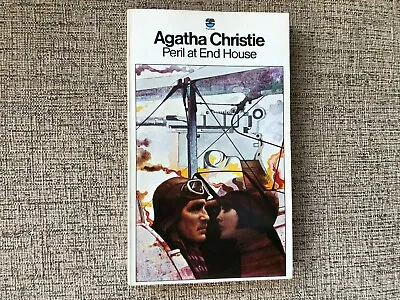 Agatha Christie
Peril at End House